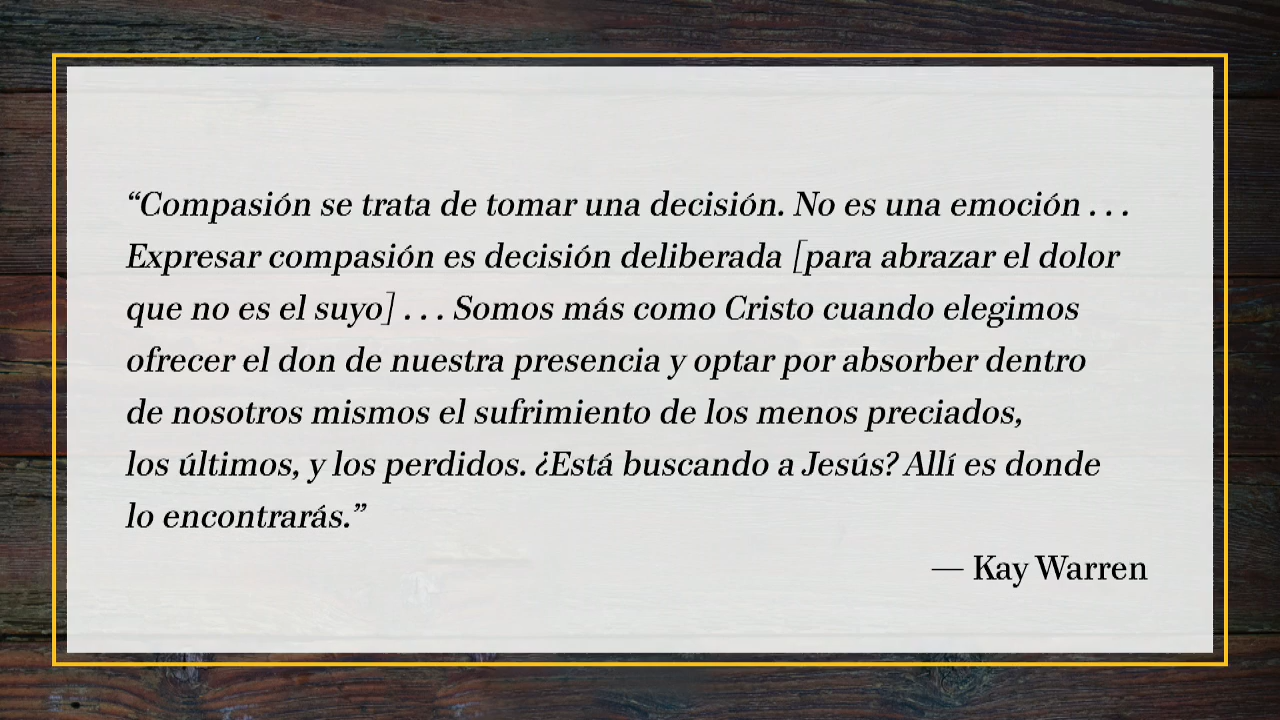 “Compasión se trata de tomar una decisión. No es una emoción . . .
Expresar compasión es decisión deliberada [para abrazar el dolor
que no es el suyo] . . . Somos más como Cristo cuando elegimos
ofrecer el don de nuestra presencia y optar por absorber dentro
de nosotros mismos el sufrimiento de los menos preciados,
los últimos, y los perdidos. ¿Está buscando a Jesús? Allí es donde
lo encontrarás.”
— Kay Warren